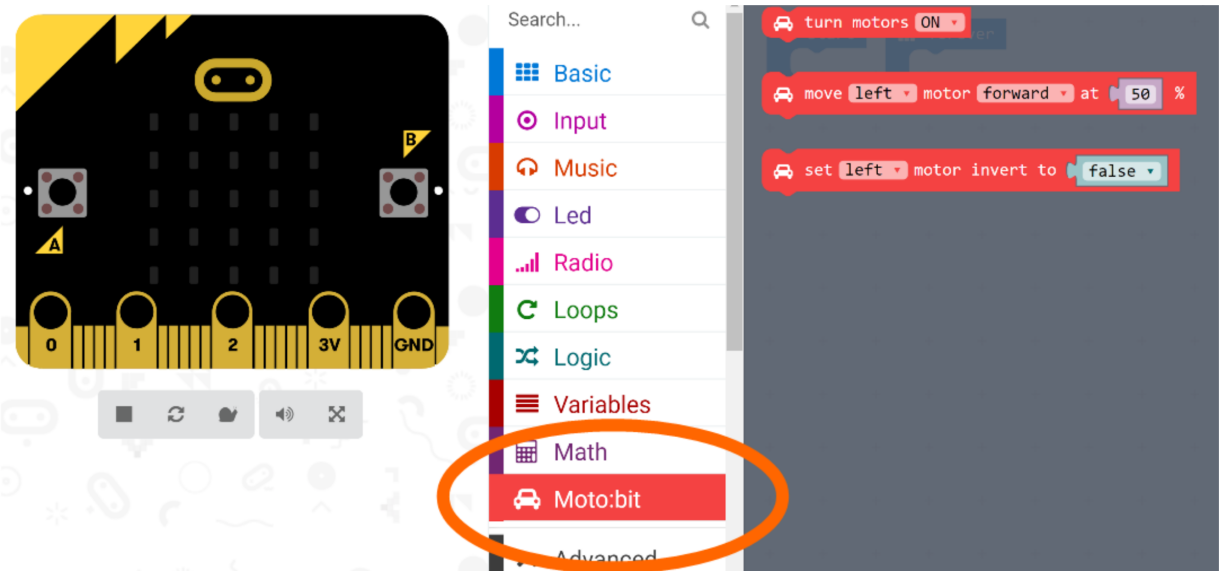 B
A
0 1 2 3V GND
Search...
Basic
Input
Music
Led
Radio
Loops
Logic
Variables
Math
Moto:bit
Advanced
turn motors ON
move left motor forward at 50 %
set left motor invert to false